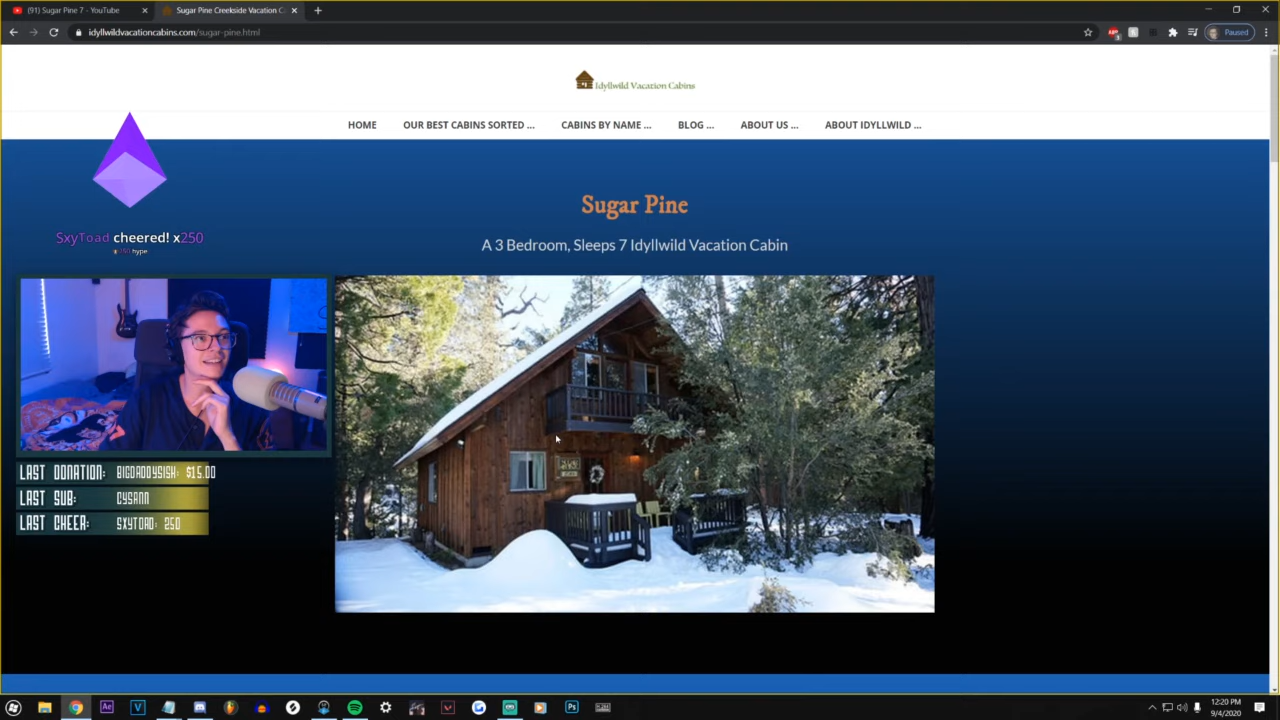 (91) Sugar Pine 7 - YouTube
Sugar Pine Creekside Vacation C
idyllwildvacationcabins.com/sugar-pine.html
Paused
Idyllwild Vacation Cabins
HOME
OUR BEST CABINS SORTED ...
CABINS BY NAME ...
BLOG ...
ABOUT US ...
ABOUT IDYLLWILD ...
Sugar Pine
A 3 Bedroom, Sleeps 7 Idyllwild Vacation Cabin
SxyToad cheered! x250
hype
LAST DONATION: BIGDADDYSISH: $15.00
LAST SUB: CYSANN
LAST CHEER: SXYTOAD: 250
Ae
V
Ps
12:20 PM
9/4/2020